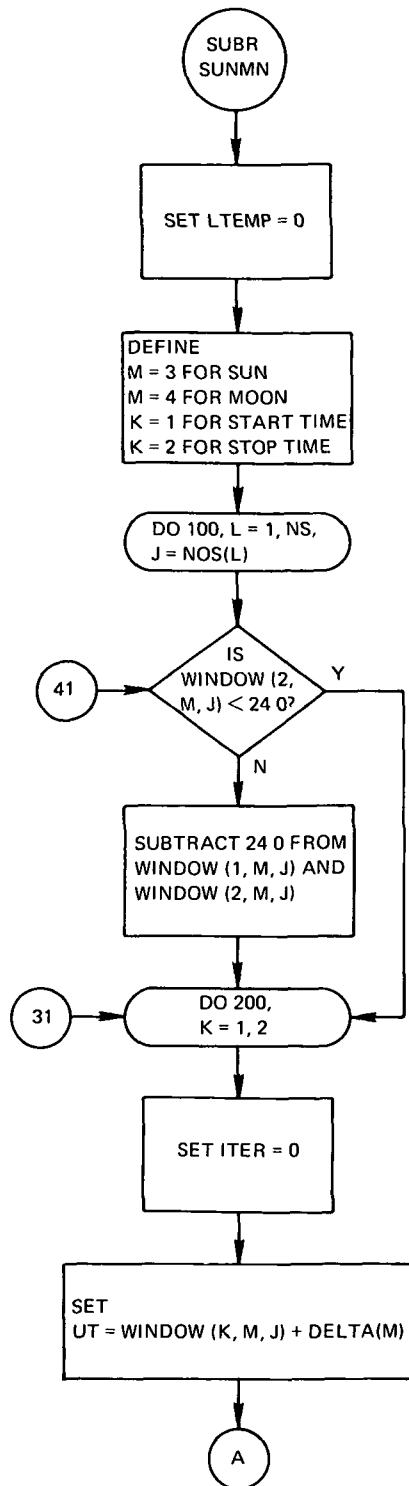 SUBR
SUNMN
SET LTEMP = 0
DEFINE
M = 3 FOR SUN
M = 4 FOR MOON
K = 1 FOR START TIME
K = 2 FOR STOP TIME
DO 100, L = 1, NS,
J = NOS(L)
41
IS
WINDOW (2,
M, J) < 24 0?
Y
N
SUBTRACT 24 0 FROM
WINDOW (1, M, J) AND
WINDOW (2, M, J)
31
DO 200,
K = 1, 2
SET ITER = 0
SET
UT = WINDOW (K, M, J) + DELTA(M)
A